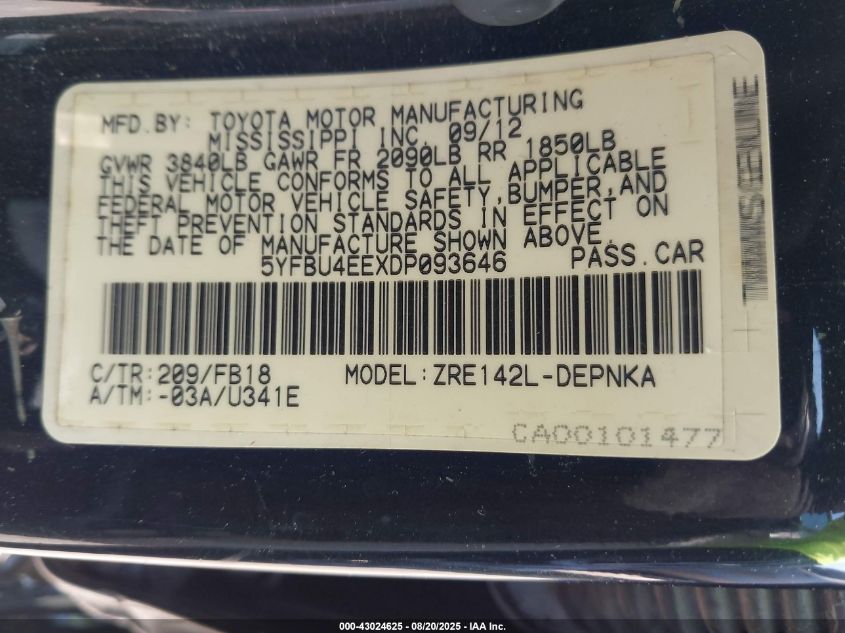 MFD.BY: TOYOTA MOTOR MANUFACTURING
MISSISSIPPI INC. 09/12
GVWR 3840LB GAWR FR 2090LB RR 1850LB
THIS VEHICLE CONFORMS TO ALL APPLICABLE
FEDERAL MOTOR VEHICLE SAFETY,BUMPER,AND
THEFT PREVENTION STANDARDS IN EFFECT ON
THE DATE OF MANUFACTURE SHOWN ABOVE.
5YFBU4EEXDP093646 PASS.CAR
C/TR:209/FB18 MODEL:ZRE142L-DEPNKA
A/TM:-03A/U341E
CA00101477
000-43024625 - 08/20/2025 - IAA Inc.